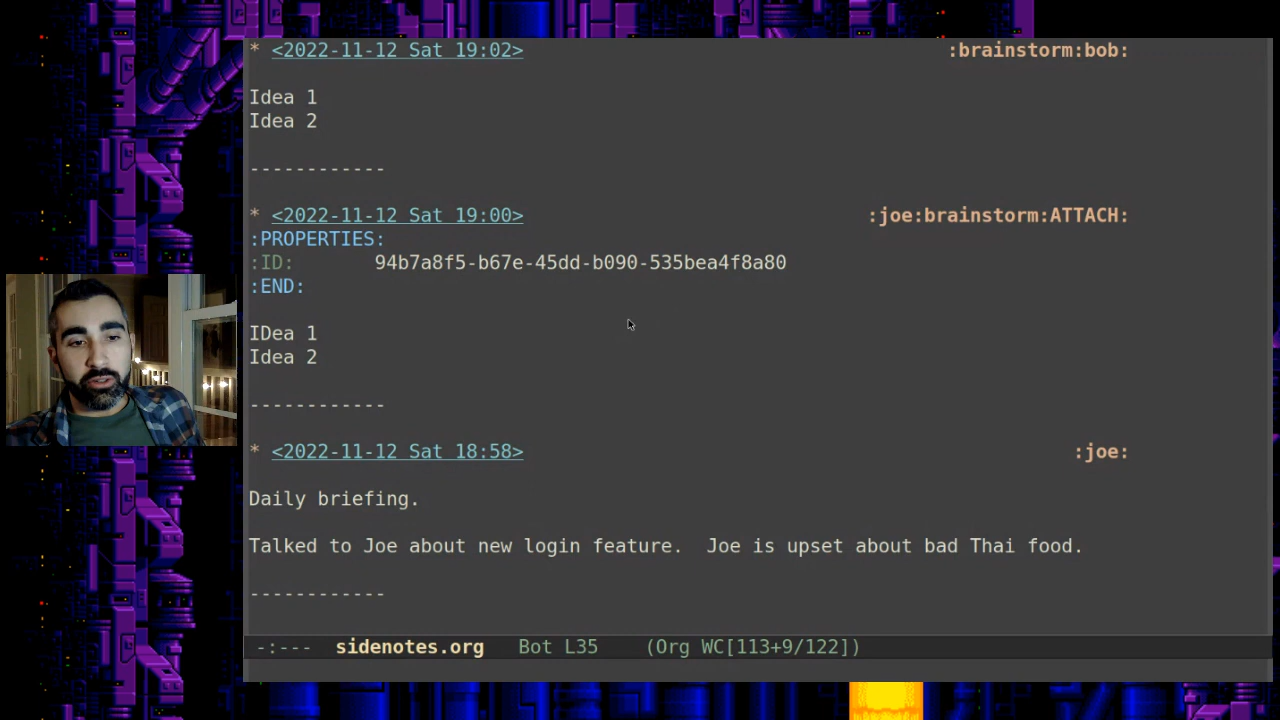 * <2022-11-12 Sat 19:02> :brainstorm:bob:
Idea 1
Idea 2
------------
* <2022-11-12 Sat 19:00> :joe:brainstorm:ATTACH:
:PROPERTIES:
:ID: 94b7a8f5-b67e-45dd-b090-535bea4f8a80
:END:
IDea 1
Idea 2
------------
* <2022-11-12 Sat 18:58> :joe:
Daily briefing.
Talked to Joe about new login feature.  Joe is upset about bad Thai food.
------------
-:--- sidenotes.org Bot L35 (Org WC[113+9/122])